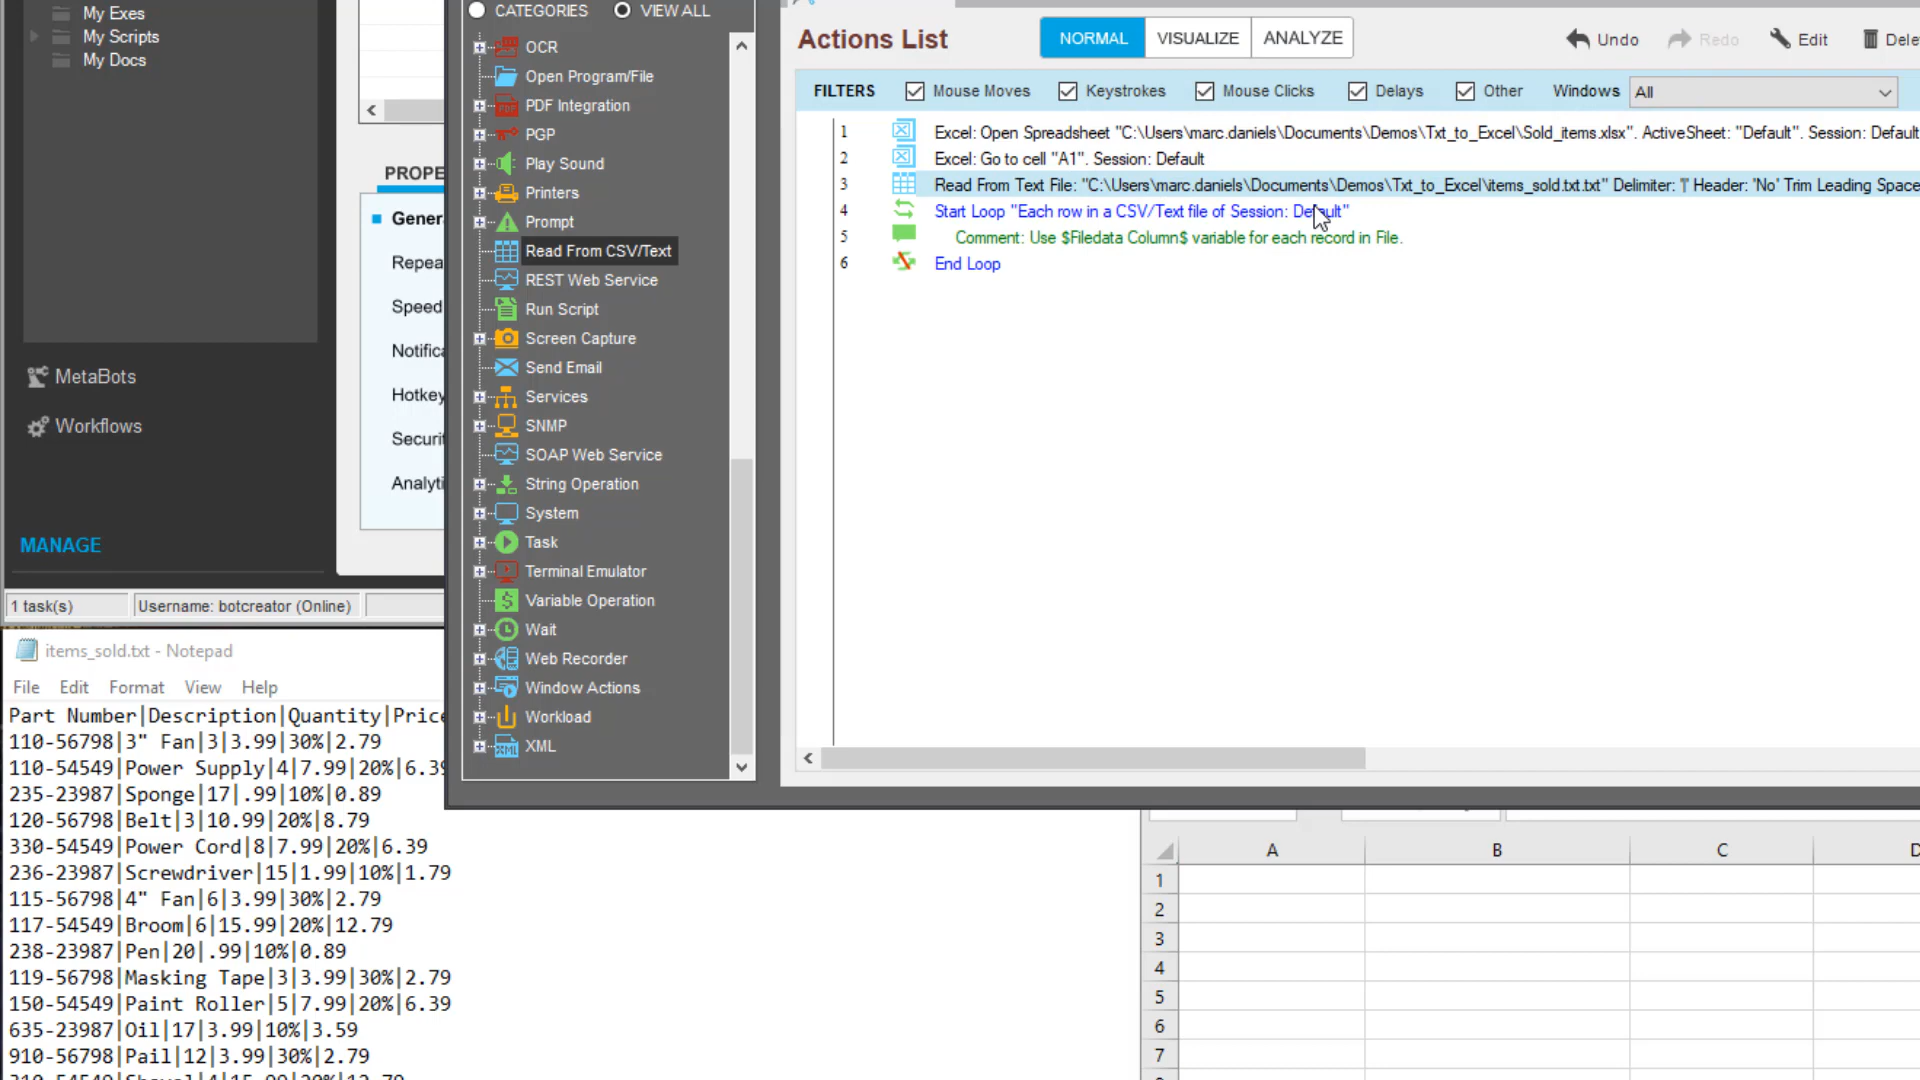 My Exes
My Scripts
My Docs
MetaBots
Workflows
MANAGE
1 task(s)
Username: botcreator (Online)
PROPE
Gener
Repea
Speed
Notifica
Hotkey
Securit
Analyti
CATEGORIES
VIEW ALL
OCR
Open Program/File
PDF Integration
PGP
Play Sound
Printers
Prompt
Read From CSV/Text
REST Web Service
Run Script
Screen Capture
Send Email
Services
SNMP
SOAP Web Service
String Operation
System
Task
Terminal Emulator
Variable Operation
Wait
Web Recorder
Window Actions
Workload
XML
Actions List
NORMAL
VISUALIZE
ANALYZE
Undo
Redo
Edit
Dele
FILTERS
Mouse Moves
Keystrokes
Mouse Clicks
Delays
Other
Windows
All
1 Excel: Open Spreadsheet "C:\Users\marc.daniels\Documents\Demos\Txt_to_Excel\Sold_items.xlsx". ActiveSheet: "Default". Session: Default
2 Excel: Go to cell "A1". Session: Default
3 Read From Text File: "C:\Users\marc.daniels\Documents\Demos\Txt_to_Excel\items_sold.txt.txt" Delimiter: '|' Header: 'No' Trim Leading Space
4 Start Loop "Each row in a CSV/Text file of Session: Default"
5 Comment: Use $Filedata Column$ variable for each record in File.
6 End Loop
items_sold.txt - Notepad
File Edit Format View Help
Part Number|Description|Quantity|Price
110-56798|3" Fan|3|3.99|30%|2.79
110-54549|Power Supply|4|7.99|20%|6.39
235-23987|Sponge|17|.99|10%|0.89
120-56798|Belt|3|10.99|20%|8.79
330-54549|Power Cord|8|7.99|20%|6.39
236-23987|Screwdriver|15|1.99|10%|1.79
115-56798|4" Fan|6|3.99|30%|2.79
117-54549|Broom|6|15.99|20%|12.79
238-23987|Pen|20|.99|10%|0.89
119-56798|Masking Tape|3|3.99|30%|2.79
150-54549|Paint Roller|5|7.99|20%|6.39
635-23987|Oil|17|3.99|10%|3.59
910-56798|Pail|12|3.99|30%|2.79
310-54549|Shovel|4|15.99|20%|12.79
A B C D
1
2
3
4
5
6
7